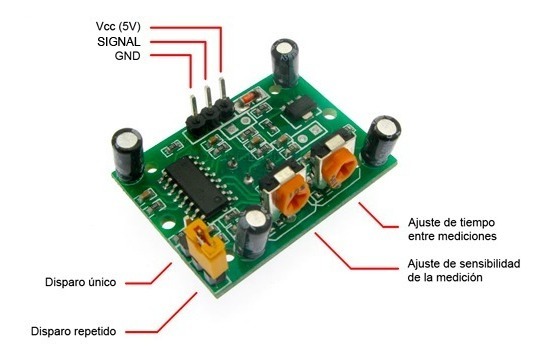 Vcc (5V)
SIGNAL
GND
Ajuste de tiempo
entre mediciones
Ajuste de sensibilidad
de la medición
Disparo único
Disparo repetido